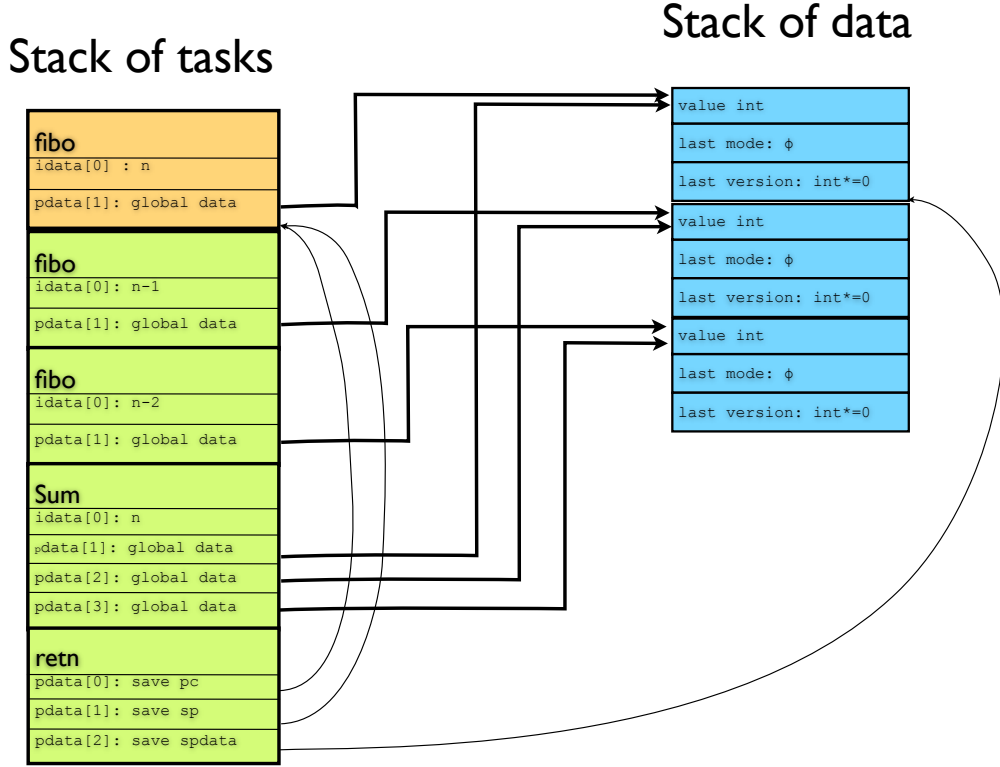 Stack of tasks
fibo
idata[0] : n
pdata[1]: global data
fibo
idata[0]: n-1
pdata[1]: global data
fibo
idata[0]: n-2
pdata[1]: global data
Sum
idata[0]: n
pdata[1]: global data
pdata[2]: global data
pdata[3]: global data
retn
pdata[0]: save pc
pdata[1]: save sp
pdata[2]: save spdata
Stack of data
value int
last mode: ϕ
last version: int*=0
value int
last mode: ϕ
last version: int*=0
value int
last mode: ϕ
last version: int*=0